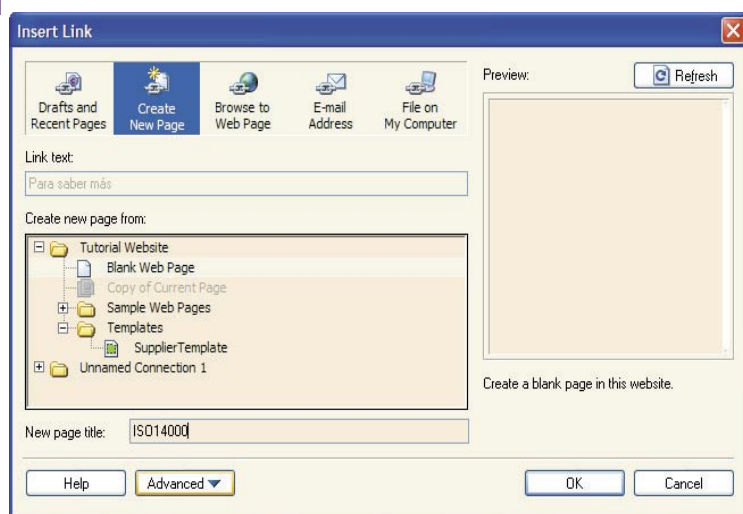 Insert Link
Drafts and Recent Pages
Create New Page
Browse to Web Page
E-mail Address
File on My Computer
Preview:
Refresh
Link text:
Para saber más
Create new page from:
Tutorial Website
Blank Web Page
Copy of Current Page
Sample Web Pages
Templates
SupplierTemplate
Unnamed Connection 1
Create a blank page in this website.
New page title:
ISO14000
Help
Advanced
OK
Cancel